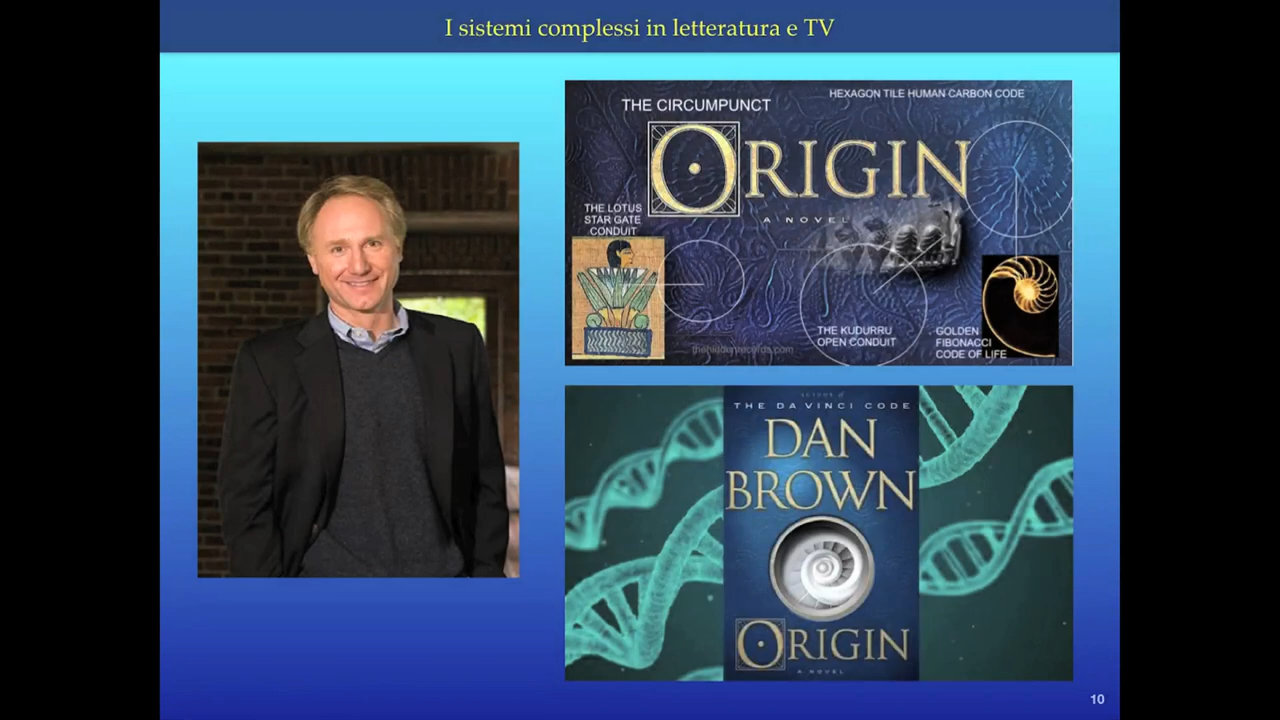 I sistemi complessi in letteratura e TV
HEXAGON TILE HUMAN CARBON CODE
THE CIRCUMPUNCT
ORIGIN
A NOVEL
THE LOTUS
STAR GATE
CONDUIT
THE KUDURRU
OPEN CONDUIT
GOLDEN
FIBONACCI
CODE OF LIFE
thehiddenrecords.com
AUTHOR OF
THE DA VINCI CODE
DAN
BROWN
ORIGIN
A NOVEL
10